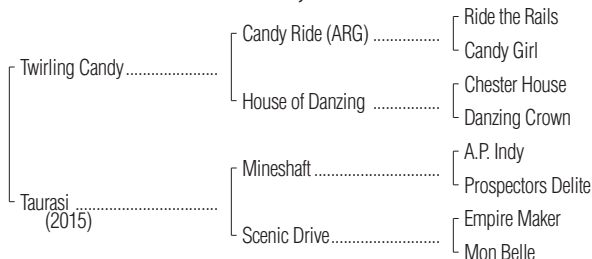 Ride the Rails
Candy Ride (ARG) ................
Candy Girl
Twirling Candy ......................
Chester House
House of Danzing ................
Danzing Crown
A.P. Indy
Mineshaft ..............................
Prospectors Delite
Taurasi ..................................
(2015)
Empire Maker
Scenic Drive..........................
Mon Belle